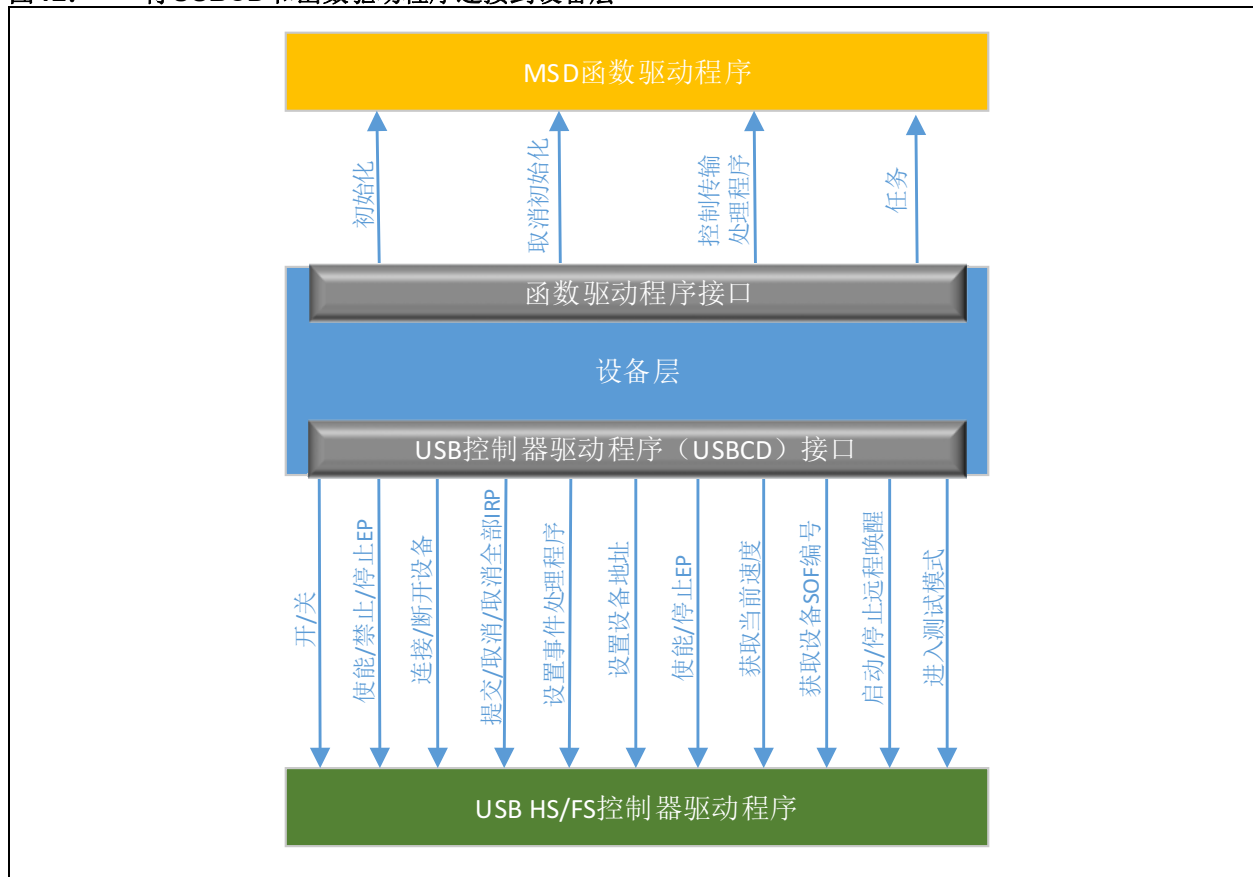 MSD函数驱动程序
初始化
取消初始化
控制传输
处理程序
任务
函数驱动程序接口
设备层
USB控制器驱动程序（USBCD）接口
开/关
使能/禁止/停止EP
连接/断开设备
提交/取消/取消全部IRP
设置事件处理程序
设置设备地址
使能/停止EP
获取当前速度
获取设备SOF编号
启动/停止远程唤醒
进入测试模式
USB HS/FS控制器驱动程序